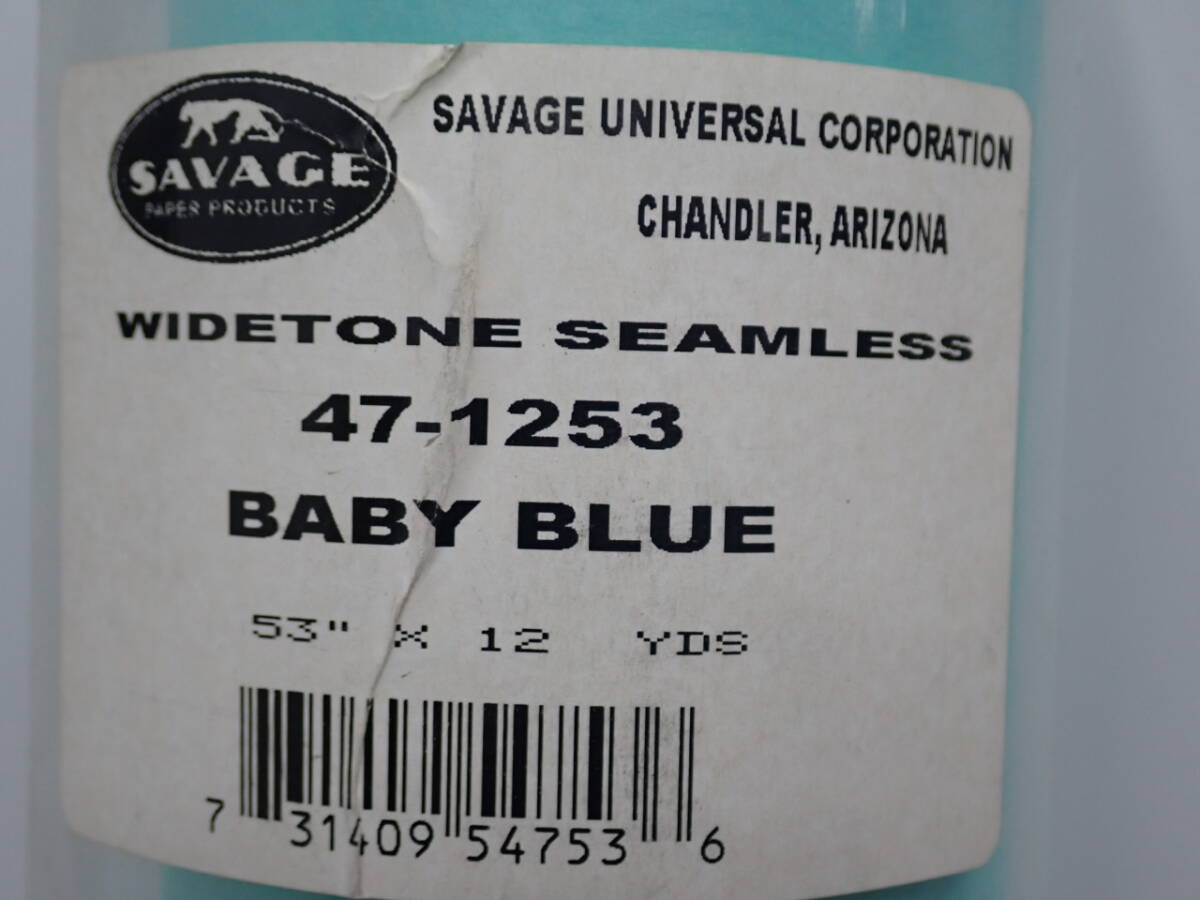 SAVAGE
PAPER PRODUCTS
SAVAGE UNIVERSAL CORPORATION
CHANDLER, ARIZONA
WIDETONE SEAMLESS
47-1253
BABY BLUE
53" X 12 YDS
7 31409 54753 6